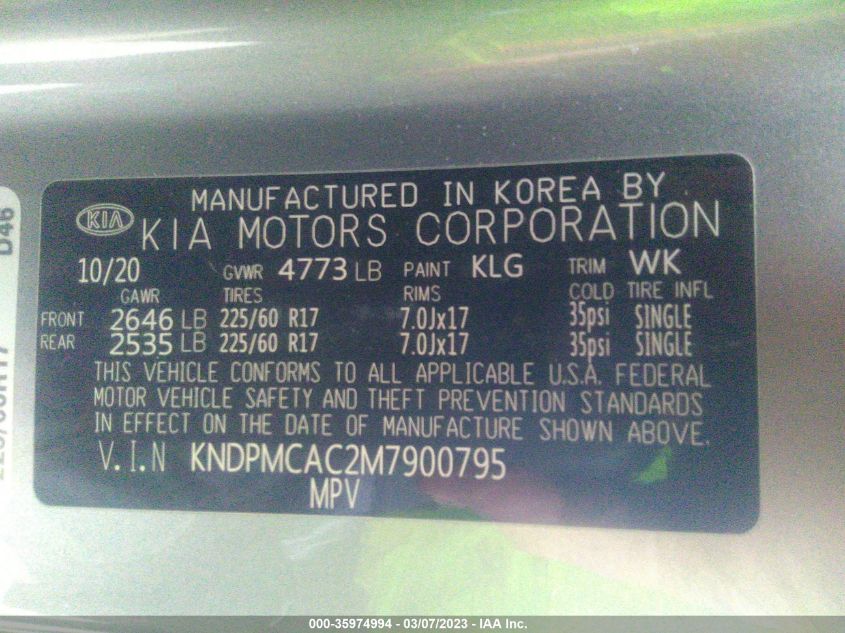 MANUFACTURED IN KOREA BY
KIA KIA MOTORS CORPORATION
10/20 GVWR 4773 LB PAINT KLG TRIM WK
GAWR TIRES RIMS COLD TIRE INFL
FRONT 2646 LB 225/60 R17 7.0Jx17 35psi SINGLE
REAR 2535 LB 225/60 R17 7.0Jx17 35psi SINGLE
THIS VEHICLE CONFORMS TO ALL APPLICABLE U.S.A. FEDERAL
MOTOR VEHICLE SAFETY AND THEFT PREVENTION STANDARDS
IN EFFECT ON THE DATE OF MANUFACTURE SHOWN ABOVE.
V.I.N KNDPMCAC2M7900795
MPV
D46
000-35974994 - 03/07/2023 - IAA Inc.